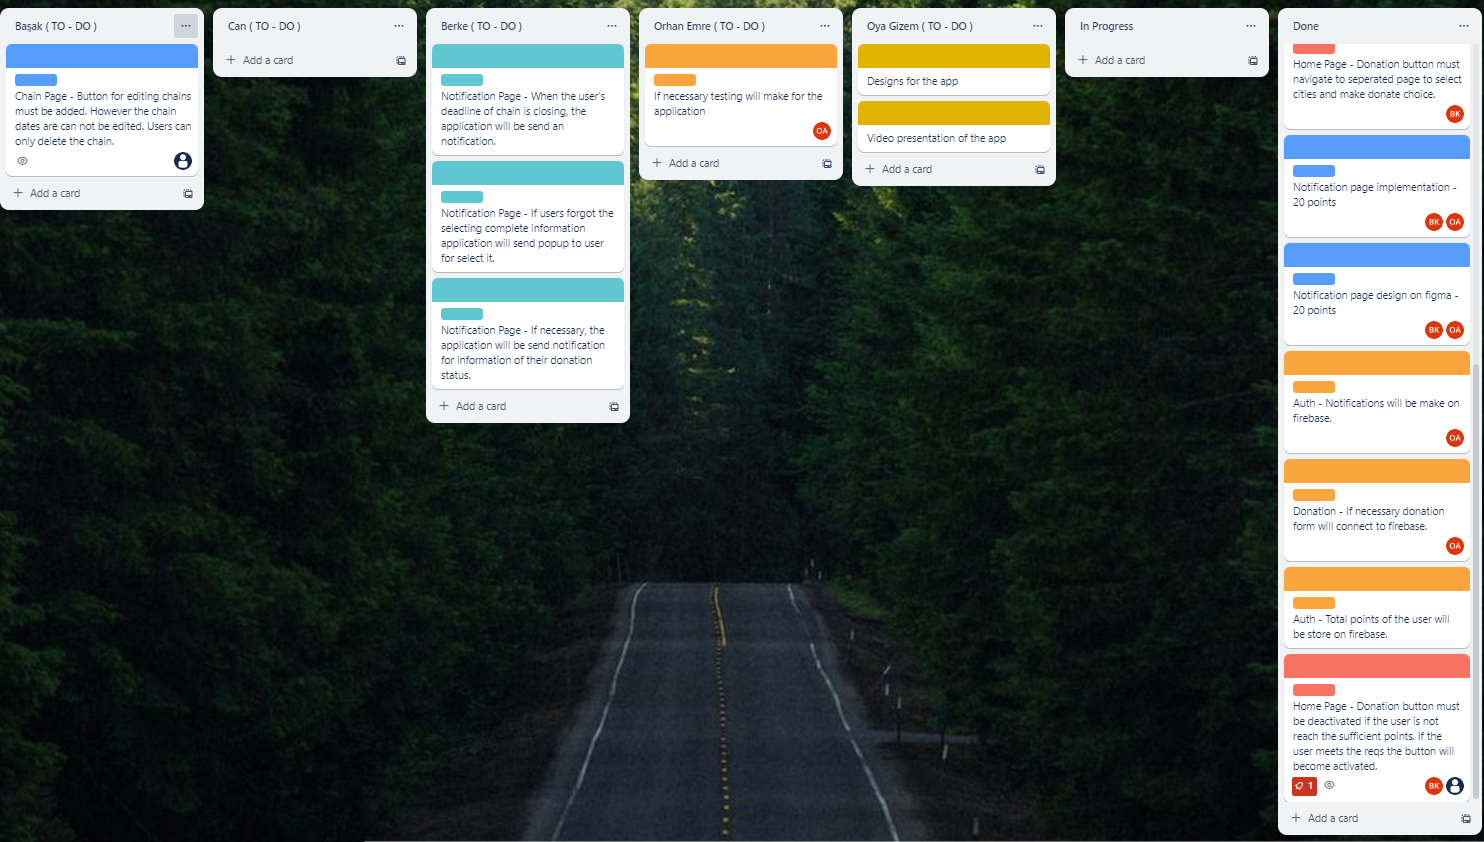 Başak ( TO - DO )
Chain Page - Button for editing chains
must be added. However the chain
dates are can not be edited. Users can
only delete the chain.
Add a card
Can ( TO - DO )
Add a card
Berke ( TO - DO )
Notification Page - When the user's
deadline of chain is closing, the
application will be send an
notification.
Notification Page - If users forgot the
selecting complete information
application will send popup to user
for select it.
Notification Page - If necessary, the
application will be send notification
for information of their donation
status.
Add a card
Orhan Emre ( TO - DO )
If necessary testing will make for the
application
OA
Add a card
Oya Gizem ( TO - DO )
Designs for the app
Video presentation of the app
Add a card
In Progress
Add a card
Done
Home Page - Donation button must
navigate to seperated page to select
cities and make donate choice.
BK
Notification page implementation -
20 points
BK OA
Notification page design on figma -
20 points
BK OA
Auth - Notifications will be make on
firebase.
OA
Donation - If necessary donation
form will connect to firebase.
OA
Auth - Total points of the user will
be store on firebase.
Home Page - Donation button must
be deactivated if the user is not
reach the sufficient points. If the
user meets the reqs the button will
become activated.
1 BK
Add a card